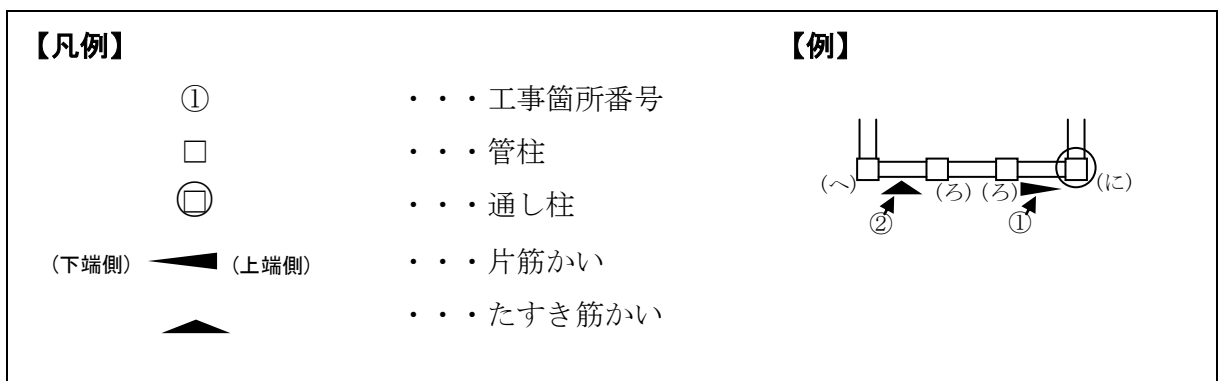 【凡例】
① ・・・工事箇所番号
□ ・・・管柱
・・・通し柱
(下端側) (上端側) ・・・片筋かい
・・・たすき筋かい
【例】
(へ) (ろ) (ろ) (に)
② ①